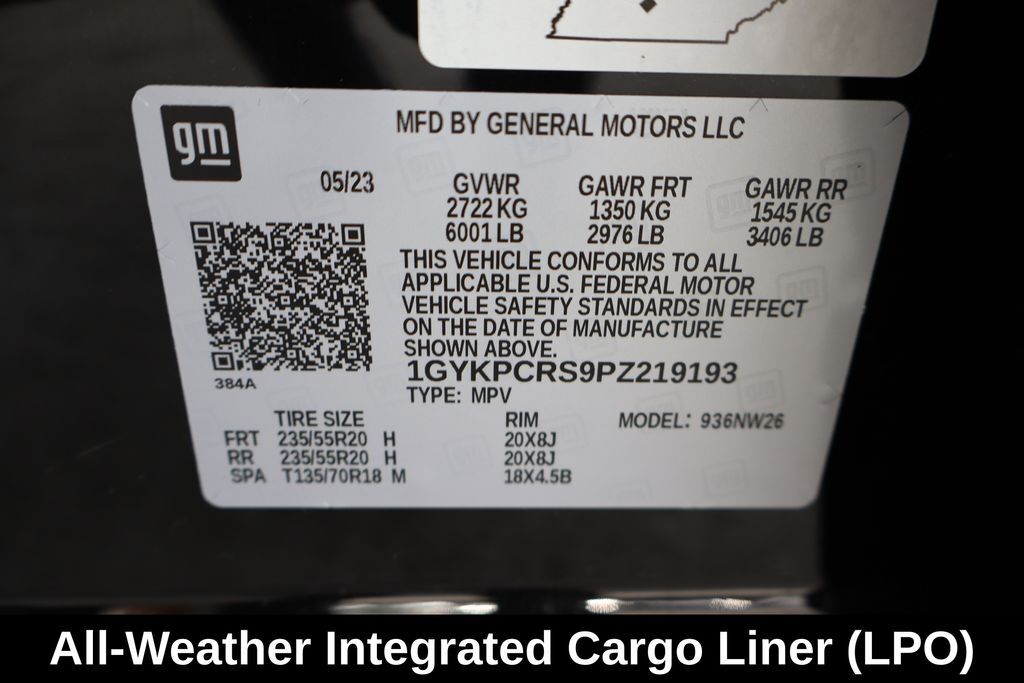 gm
MFD BY GENERAL MOTORS LLC
05/23
GVWR GAWR FRT GAWR RR
2722 KG 1350 KG 1545 KG
6001 LB 2976 LB 3406 LB
THIS VEHICLE CONFORMS TO ALL
APPLICABLE U.S. FEDERAL MOTOR
VEHICLE SAFETY STANDARDS IN EFFECT
ON THE DATE OF MANUFACTURE
SHOWN ABOVE.
1GYKPCRS9PZ219193
384A
TYPE: MPV
TIRE SIZE RIM MODEL: 936NW26
FRT 235/55R20 H 20X8J
RR 235/55R20 H 20X8J
SPA T135/70R18 M 18X4.5B
All-Weather Integrated Cargo Liner (LPO)